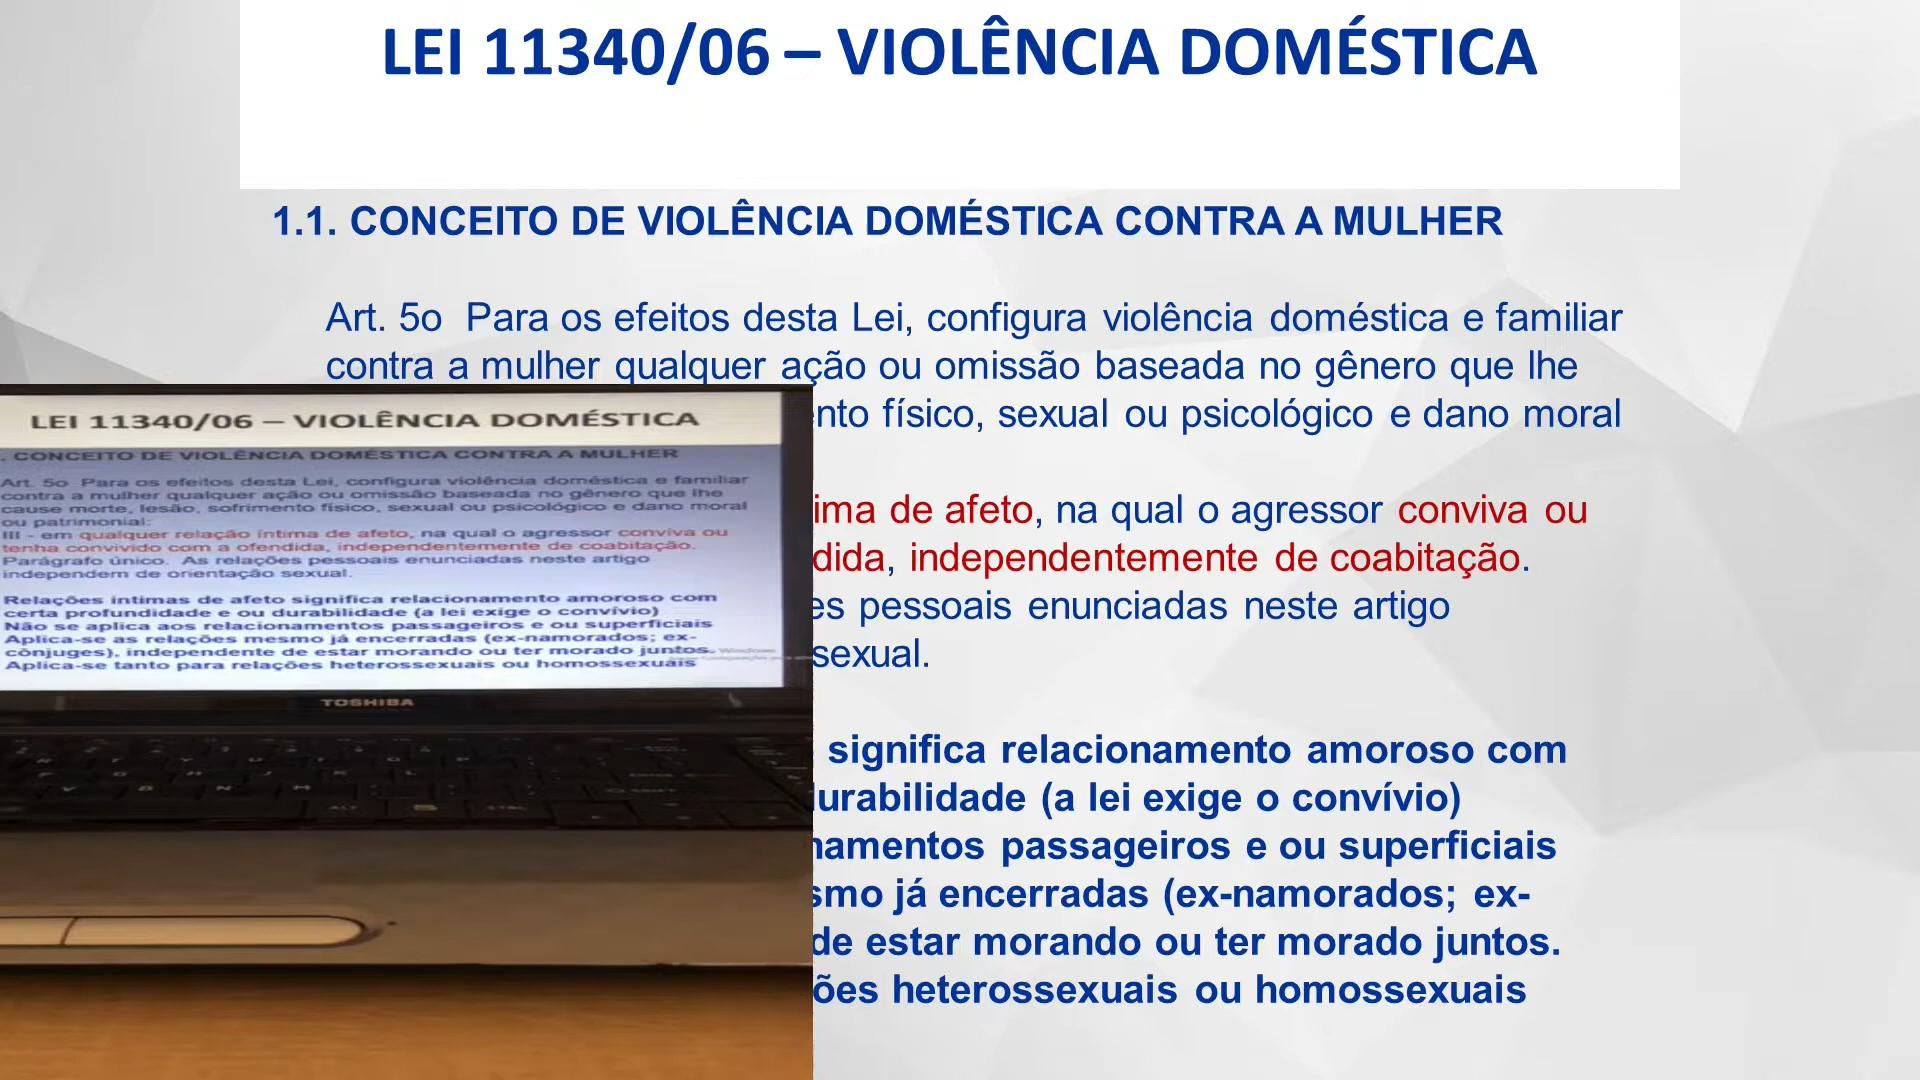 LEI 11340/06 – VIOLÊNCIA DOMÉSTICA
1.1. CONCEITO DE VIOLÊNCIA DOMÉSTICA CONTRA A MULHER
Art. 5o Para os efeitos desta Lei, configura violência doméstica e familiar
contra a mulher qualquer ação ou omissão baseada no gênero que lhe
nto físico, sexual ou psicológico e dano moral
ima de afeto, na qual o agressor conviva ou
dida, independentemente de coabitação.
es pessoais enunciadas neste artigo
sexual.
significa relacionamento amoroso com
durabilidade (a lei exige o convívio)
namentos passageiros e ou superficiais
smo já encerradas (ex-namorados; ex-
de estar morando ou ter morado juntos.
ões heterossexuais ou homossexuais
LEI 11340/06 – VIOLÊNCIA DOMÉSTICA
. CONCEITO DE VIOLÊNCIA DOMÉSTICA CONTRA A MULHER
Art. 5o Para os efeitos desta Lei, configura violência doméstica e familiar
contra a mulher qualquer ação ou omissão baseada no gênero que lhe
cause morte, lesão, sofrimento físico, sexual ou psicológico e dano moral
ou patrimonial:
III - em qualquer relação íntima de afeto, na qual o agressor conviva ou
tenha convivido com a ofendida, independentemente de coabitação.
Parágrafo único. As relações pessoais enunciadas neste artigo
independem de orientação sexual.
Relações íntimas de afeto significa relacionamento amoroso com
certa profundidade e ou durabilidade (a lei exige o convívio)
Não se aplica aos relacionamentos passageiros e ou superficiais
Aplica-se as relações mesmo já encerradas (ex-namorados; ex-
cônjuges), independente de estar morando ou ter morado juntos.
Aplica-se tanto para relações heterossexuais ou homossexuais
TOSHIBA